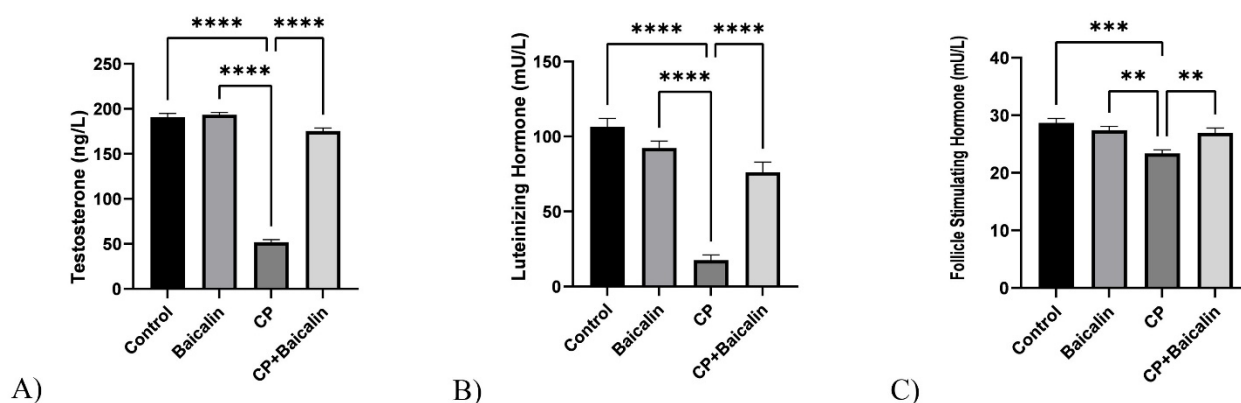 **** ****
****
Testosterone (ng/L)
250
200
150
100
50
0
Control
Baicalin
CP
CP+Baicalin
A)
**** ****
****
Luteinizing Hormone (mU/L)
150
100
50
0
Control
Baicalin
CP
CP+Baicalin
B)
***
** **
Follicle Stimulating Hormone (mU/L)
40
30
20
10
0
Control
Baicalin
CP
CP+Baicalin
C)